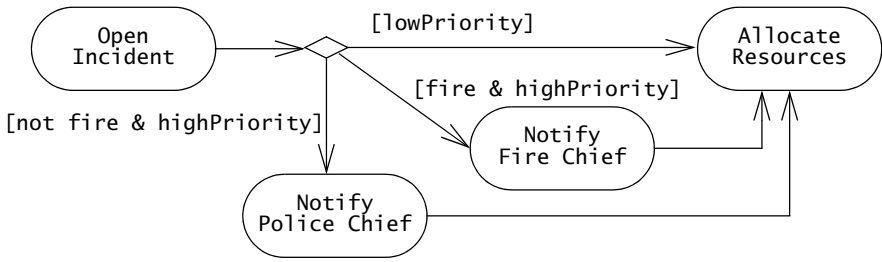 Open
Incident
[lowPriority]
Allocate
Resources
[fire & highPriority]
[not fire & highPriority]
Notify
Fire Chief
Notify
Police Chief